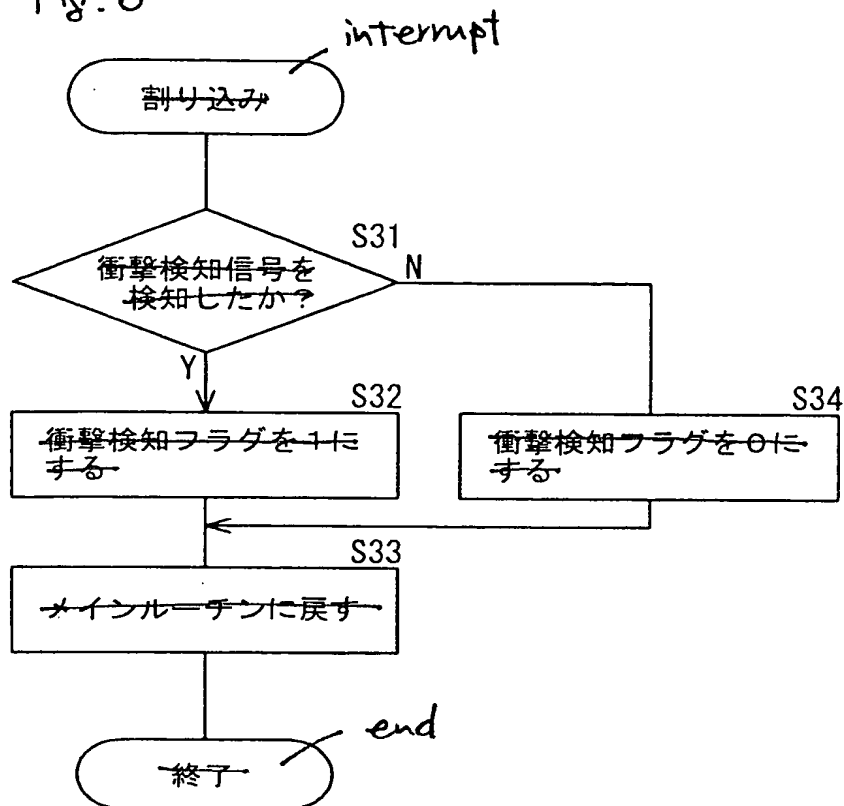 interrupt
割り込み
S31
衝撃検知信号を
検知したか?
N
Y
S32
衝撃検知フラグを1に
する
S34
衝撃検知フラグを0に
する
S33
メインルーチンに戻す
end
終了